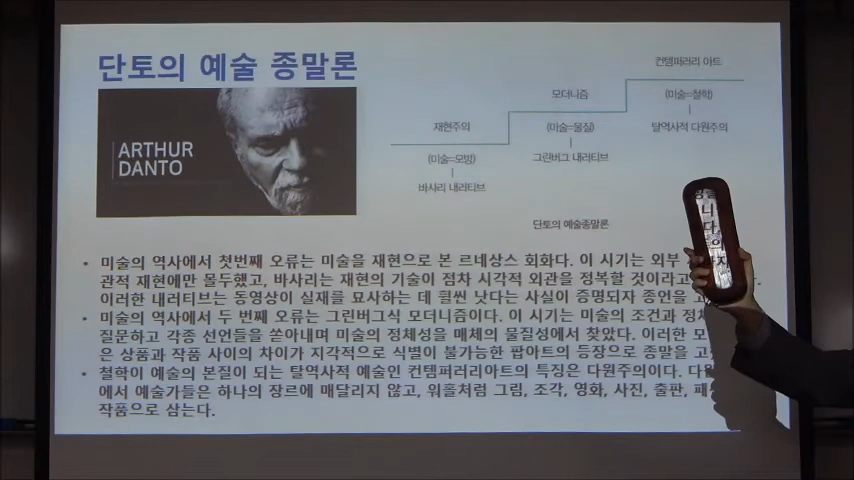 단토의 예술 종말론
ARTHUR
DANTO
컨템퍼러리 아트
모더니즘
(미술=철학)
재현주의
(미술=물질)
탈역사적 다원주의
(미술=모방)
그린버그 내러티브
바사리 내러티브
단토의 예술종말론
• 미술의 역사에서 첫번째 오류는 미술을 재현으로 본 르네상스 회화다. 이 시기는 외부
관적 재현에만 몰두했고, 바사리는 재현의 기술이 점차 시각적 외관을 정복할 것이라고
이러한 내러티브는 동영상이 실재를 묘사하는 데 훨씬 낫다는 사실이 증명되자 종언을
• 미술의 역사에서 두 번째 오류는 그린버그식 모더니즘이다. 이 시기는 미술의 조건과
질문하고 각종 선언들을 쏟아내며 미술의 정체성을 매체의 물질성에서 찾았다. 이러한
은 상품과 작품 사이의 차이가 지각적으로 식별이 불가능한 팝아트의 등장으로 종말을
• 철학이 예술의 본질이 되는 탈역사적 예술인 컨템퍼러리아트의 특징은 다원주의이다.
에서 예술가들은 하나의 장르에 매달리지 않고, 워홀처럼 그림, 조각, 영화, 사진, 출판,
작품으로 삼는다.
니
다